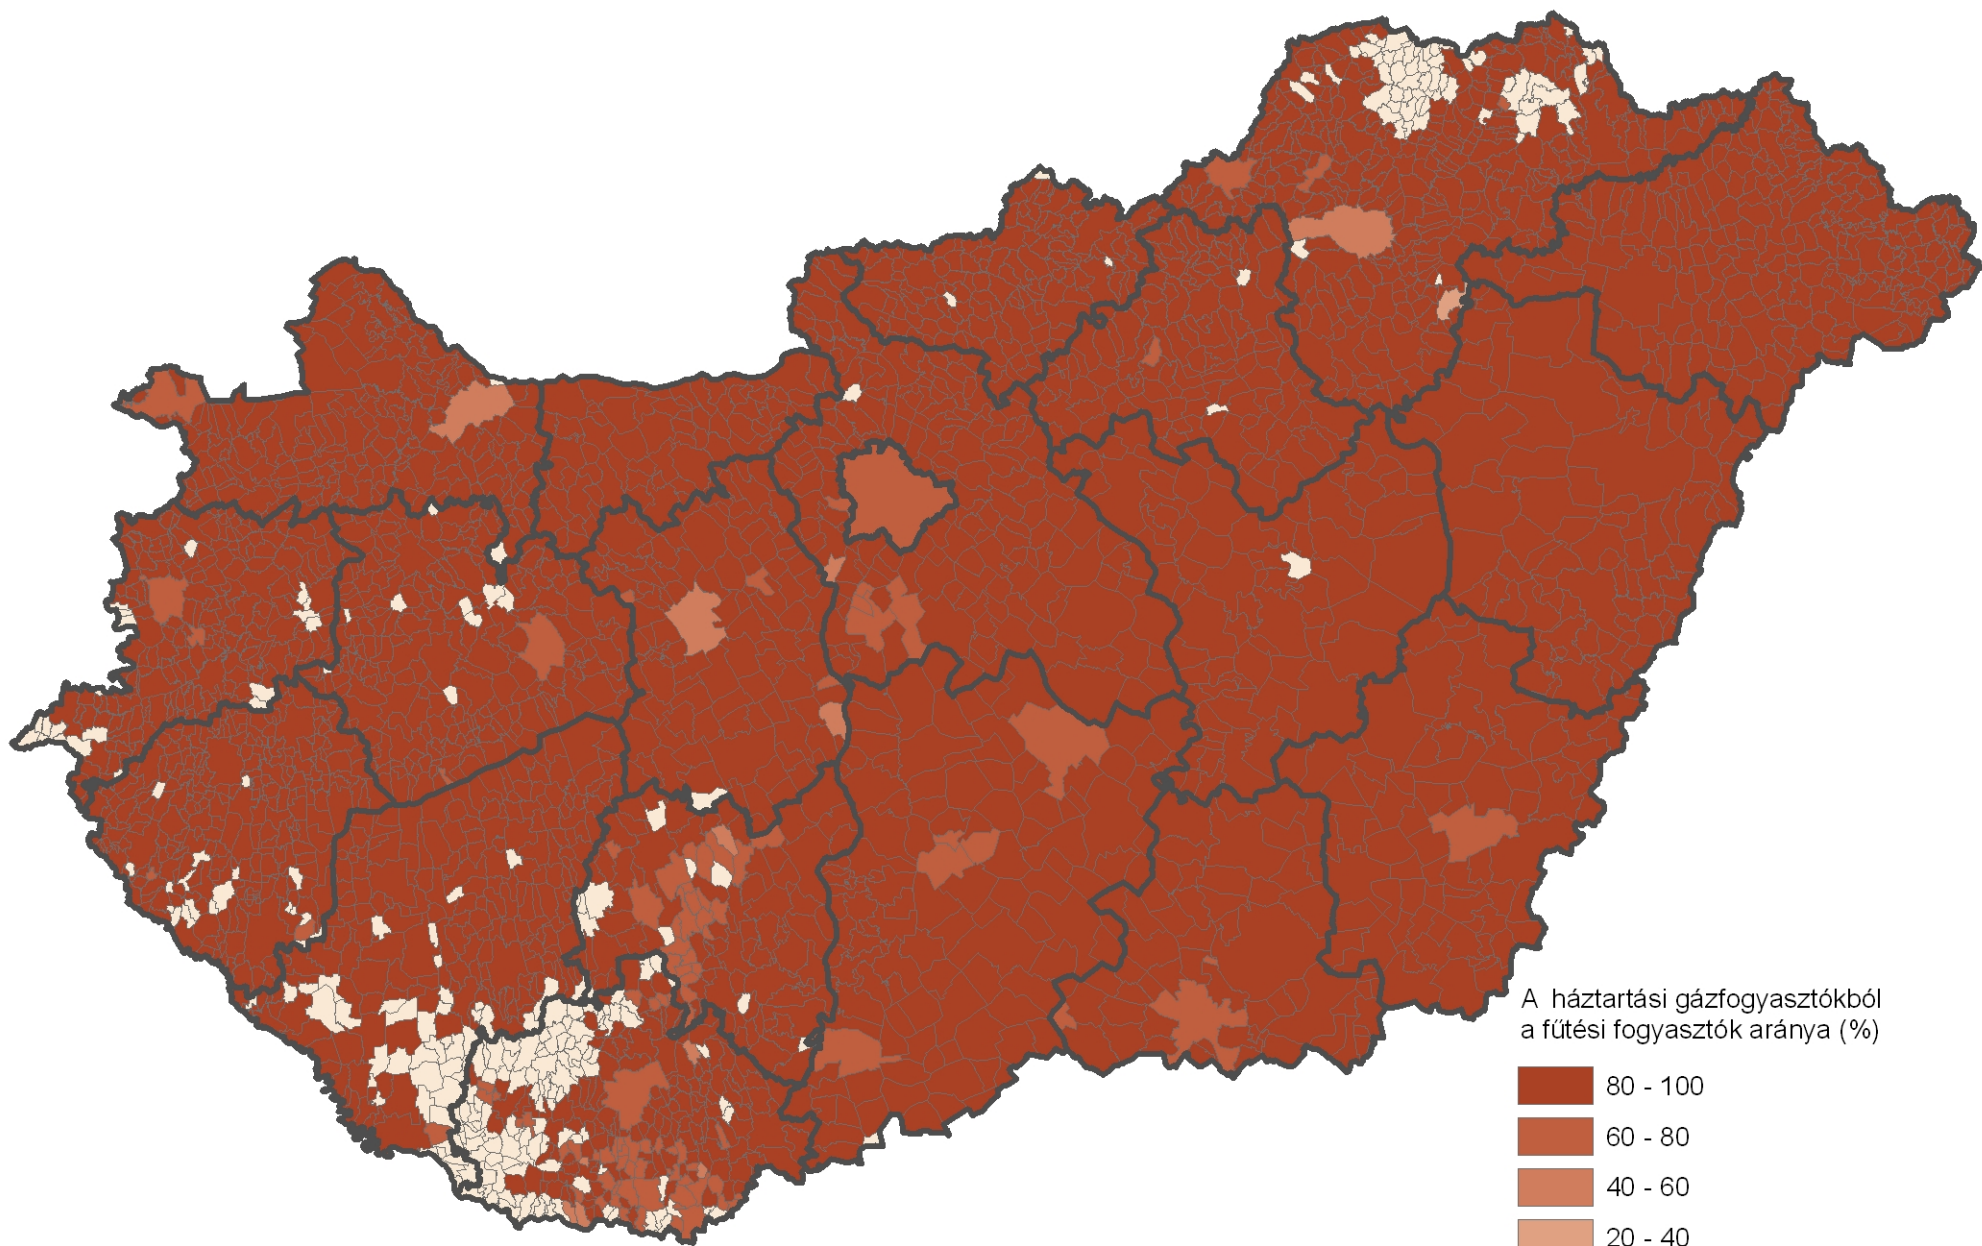 A háztartási gázfogyasztókból
a fűtési fogyasztók aránya (%)
80 - 100
60 - 80
40 - 60
20 - 40